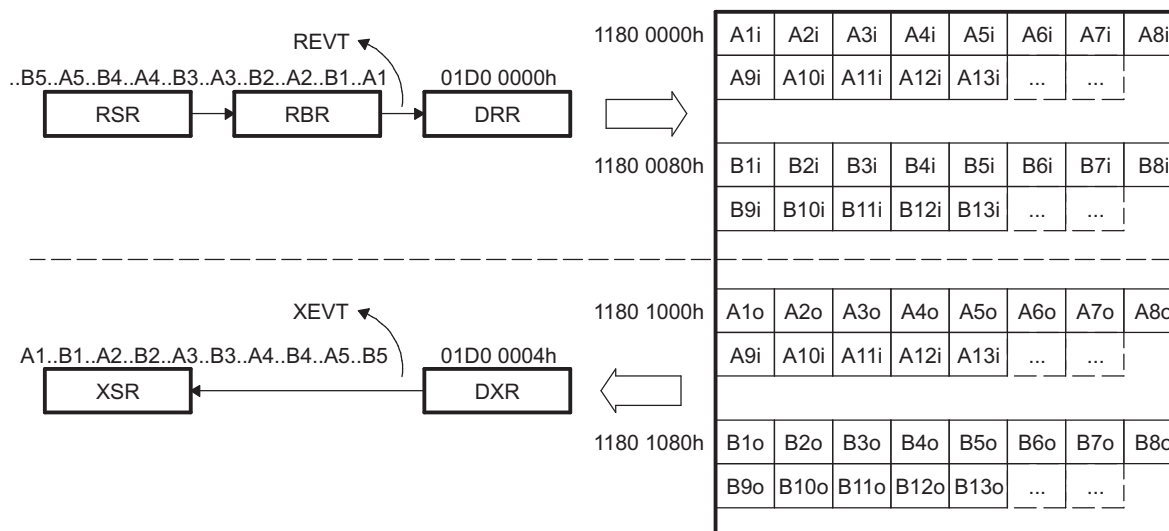 1180 0000h
A1i A2i A3i A4i A5i A6i A7i A8i
REVT
..B5..A5..B4..A4..B3..A3..B2..A2..B1..A1
01D0 0000h
A9i A10i A11i A12i A13i ... ...
RSR
RBR
DRR
1180 0080h
B1i B2i B3i B4i B5i B6i B7i B8i
B9i B10i B11i B12i B13i ... ...
1180 1000h
A1o A2o A3o A4o A5o A6o A7o A8o
XEVT
A1..B1..A2..B2..A3..B3..A4..B4..A5..B5
01D0 0004h
A9i A10i A11i A12i A13i ... ...
XSR
DXR
1180 1080h
B1o B2o B3o B4o B5o B6o B7o B8o
B9o B10o B11o B12o B13o ... ...